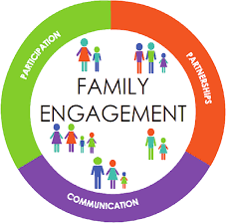 PARTICIPATION
PARTNERSHIPS
FAMILY
ENGAGEMENT
COMMUNICATION